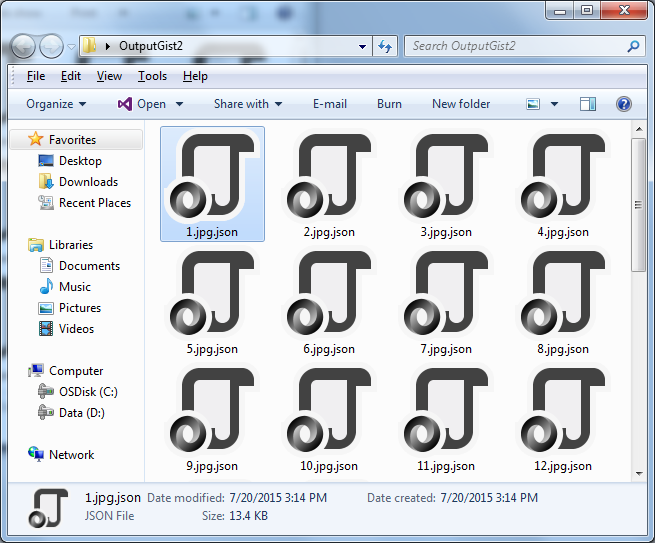 OutputGist2
Search OutputGist2
File Edit View Tools Help
Organize Open Share with E-mail Burn New folder
Favorites
Desktop
Downloads
Recent Places
Libraries
Documents
Music
Pictures
Videos
Computer
OSDisk (C:)
Data (D:)
Network
1.jpg.json 2.jpg.json 3.jpg.json 4.jpg.json
5.jpg.json 6.jpg.json 7.jpg.json 8.jpg.json
9.jpg.json 10.jpg.json 11.jpg.json 12.jpg.json
1.jpg.json Date modified: 7/20/2015 3:14 PM Date created: 7/20/2015 3:14 PM
JSON File Size: 13.4 KB